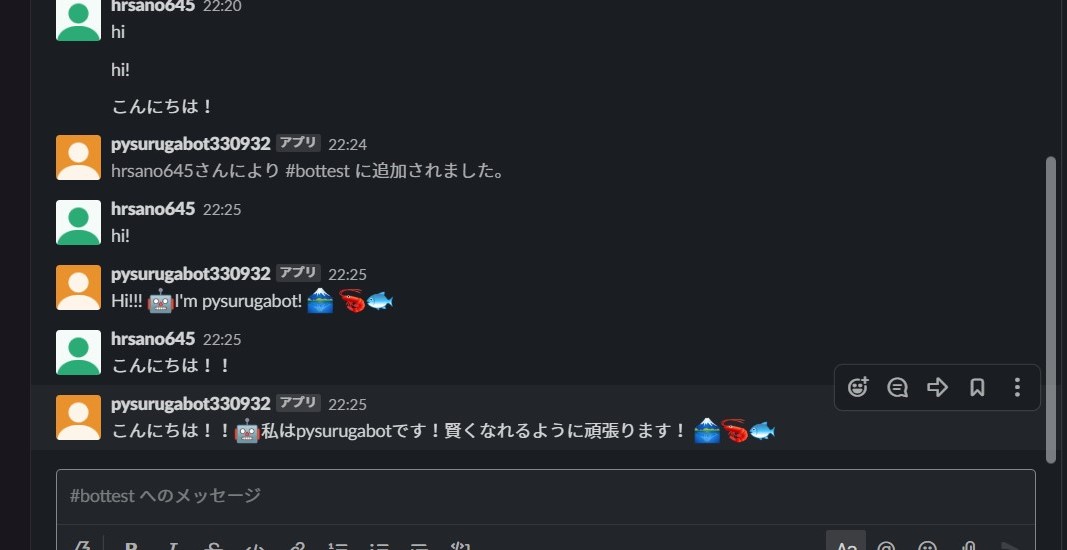 hrsano645 22:20
hi
hi!
こんにちは！
pysurugabot330932 アプリ 22:24
hrsano645さんにより #bottest に追加されました。
hrsano645 22:25
hi!
pysurugabot330932 アプリ 22:25
Hi!!! 🤖I'm pysurugabot! 🗻 🦐🐟
hrsano645 22:25
こんにちは！！
pysurugabot330932 アプリ 22:25
こんにちは！！🤖私はpysurugabotです！賢くなれるように頑張ります！ 🗻🦐🐟
#bottest へのメッセージ
B I S
Aa @